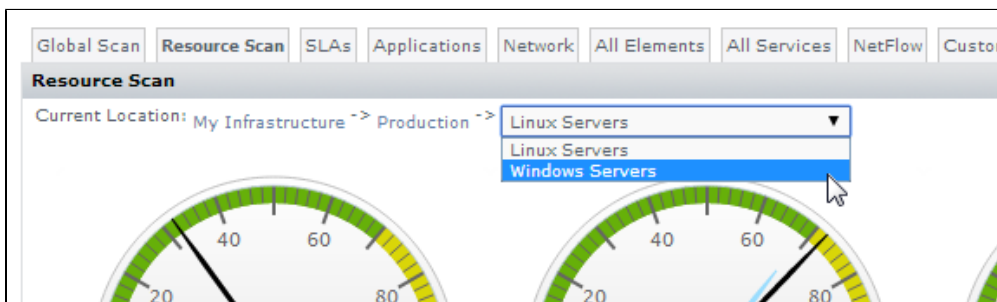 Global Scan Resource Scan SLAs Applications Network All Elements All Services NetFlow
Resource Scan
Current Location: My Infrastructure -> Production -> Linux Servers
Linux Servers
Windows Servers
40 60 40 60
20 80 20 80